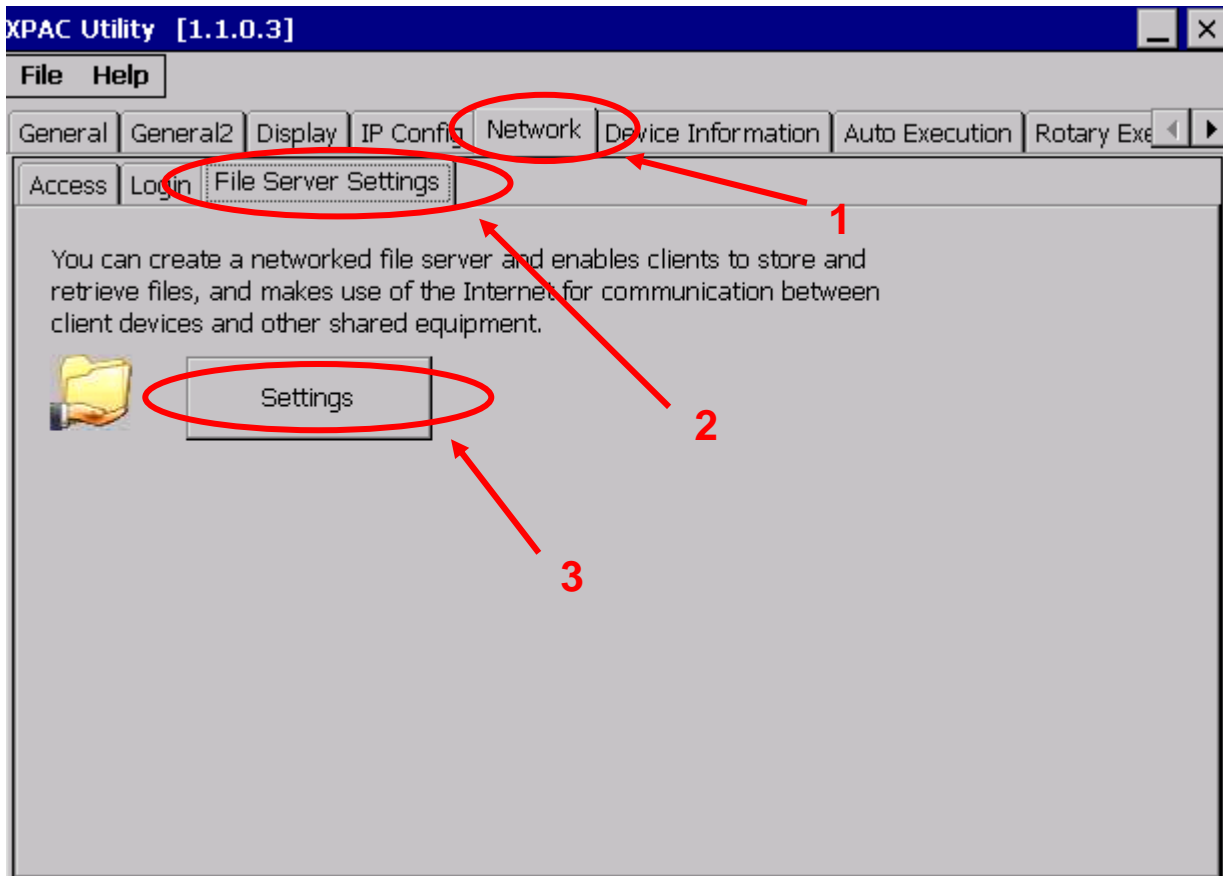 XPAC Utility [1.1.0.3]
File Help
General General2 Display IP Config Network Device Information Auto Execution Rotary Exe
Access Login File Server Settings
1
You can create a networked file server and enables clients to store and
retrieve files, and makes use of the Internet for communication between
client devices and other shared equipment.
Settings
2
3